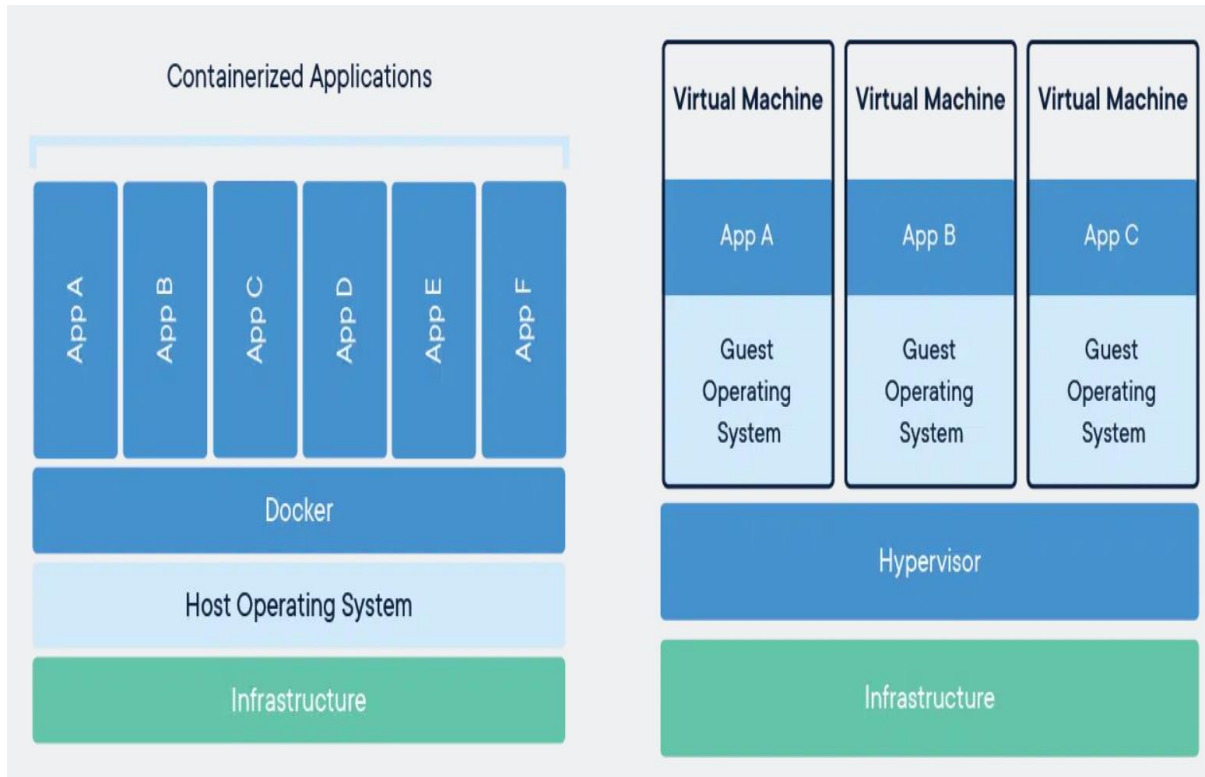 Containerized Applications
App A
App B
App C
App D
App E
App F
Docker
Host Operating System
Infrastructure
Virtual Machine
App A
Guest
Operating
System
Virtual Machine
App B
Guest
Operating
System
Virtual Machine
App C
Guest
Operating
System
Hypervisor
Infrastructure